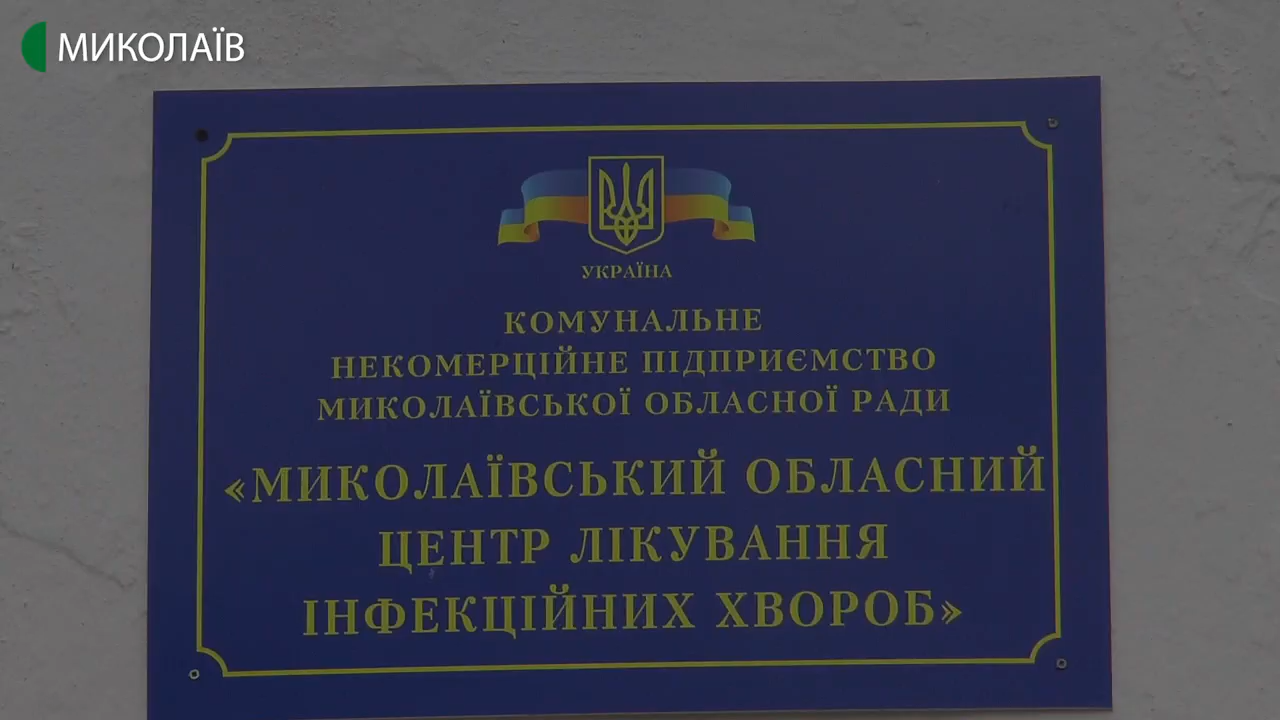 МИКОЛАЇВ
УКРАЇНА
КОМУНАЛЬНЕ
НЕКОМЕРЦІЙНЕ ПІДПРИЄМСТВО
МИКОЛАЇВСЬКОЇ ОБЛАСНОЇ РАДИ
«МИКОЛАЇВСЬКИЙ ОБЛАСНИЙ
ЦЕНТР ЛІКУВАННЯ
ІНФЕКЦІЙНИХ ХВОРОБ»